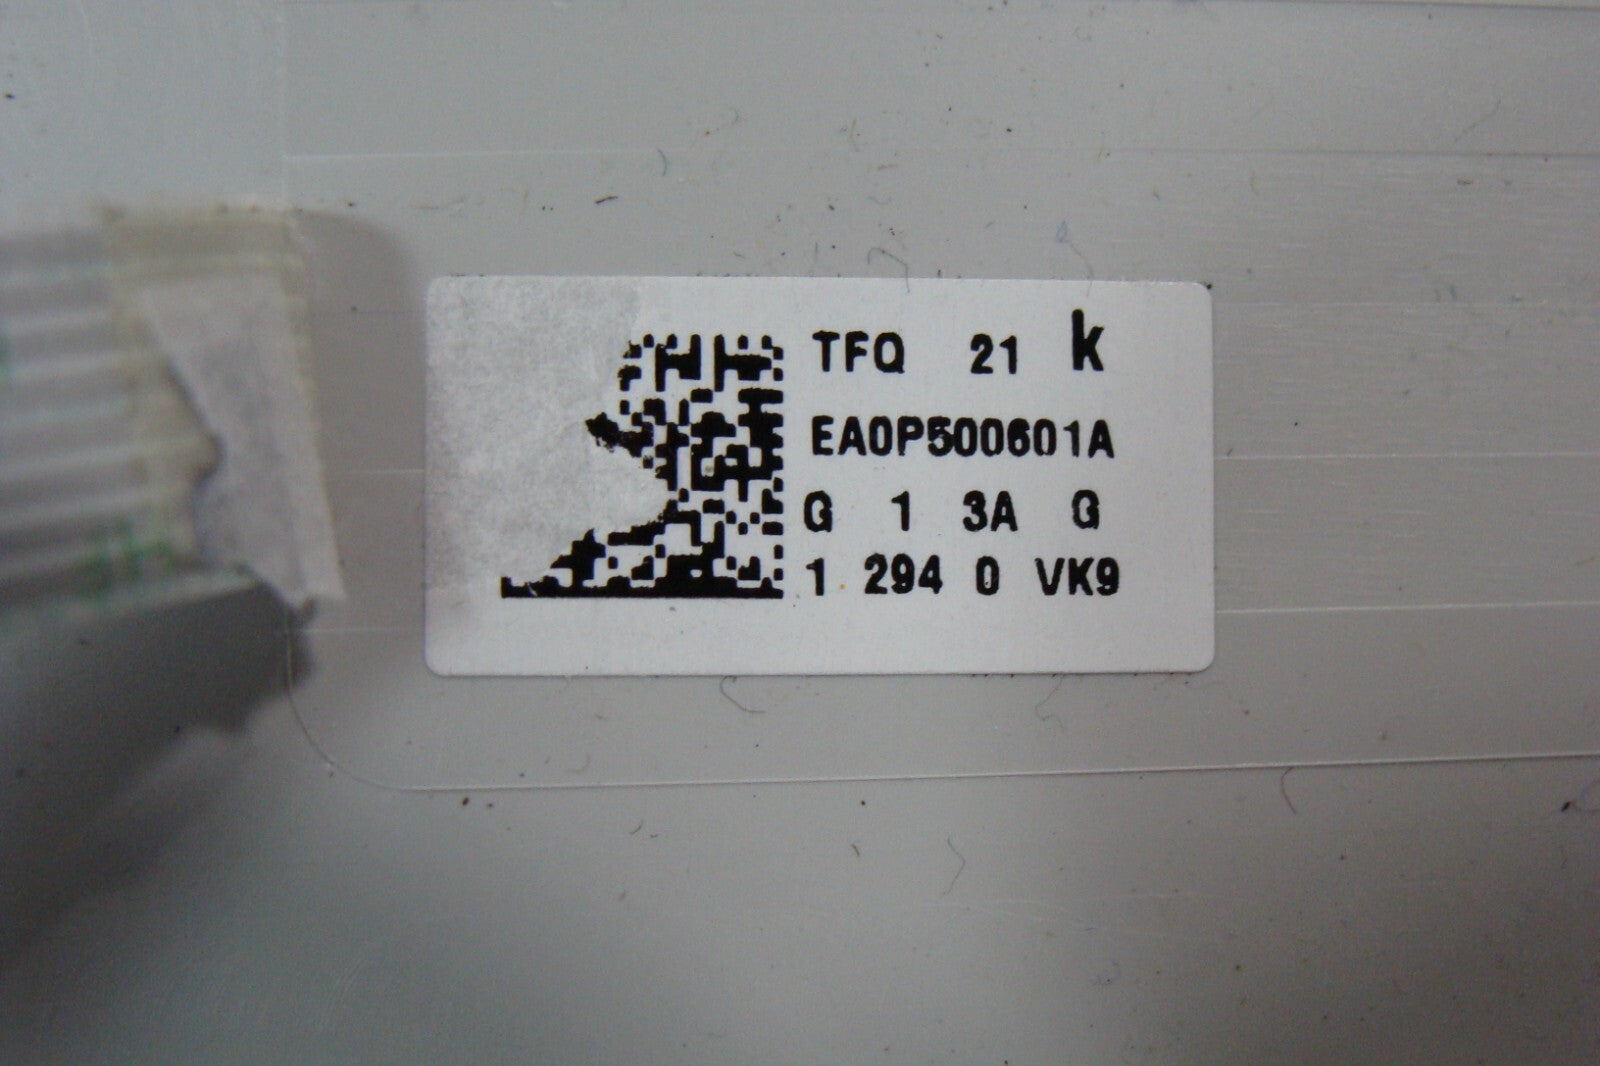 TFQ 21 k
EA0P500601A
G 1 3A G
1 294 0 VK9